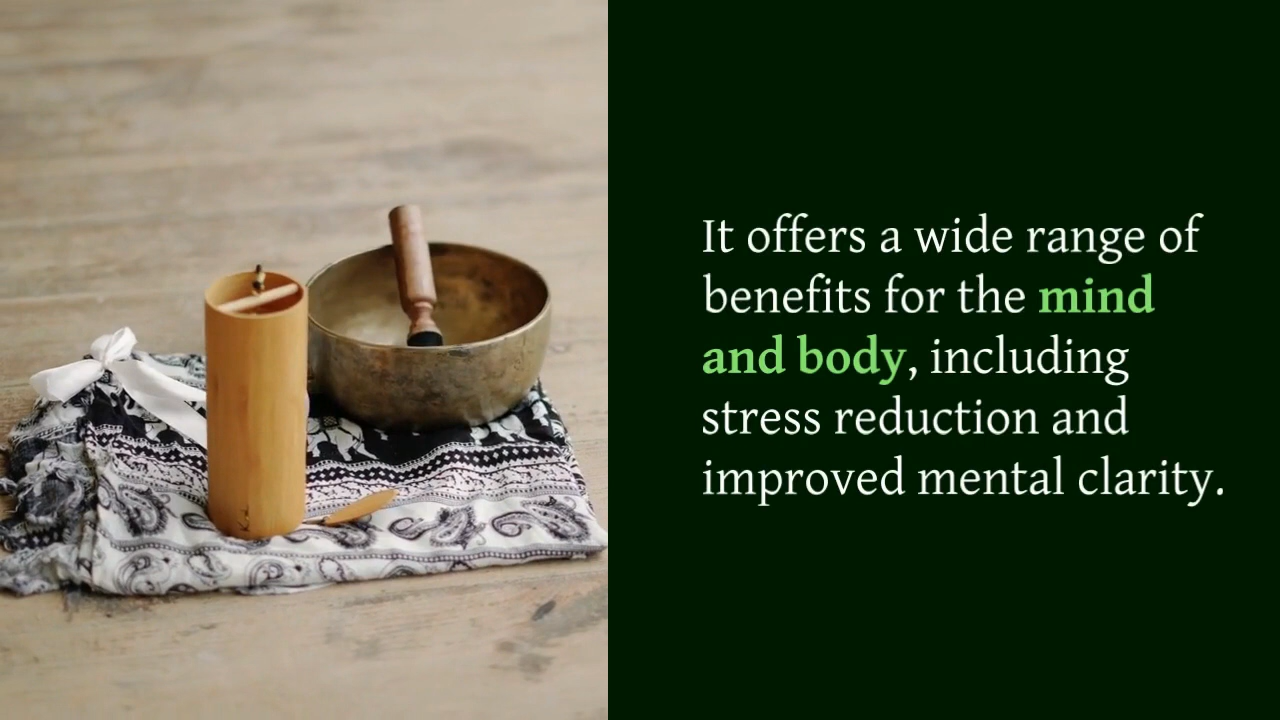 It offers a wide range of
benefits for the mind
and body, including
stress reduction and
improved mental clarity.